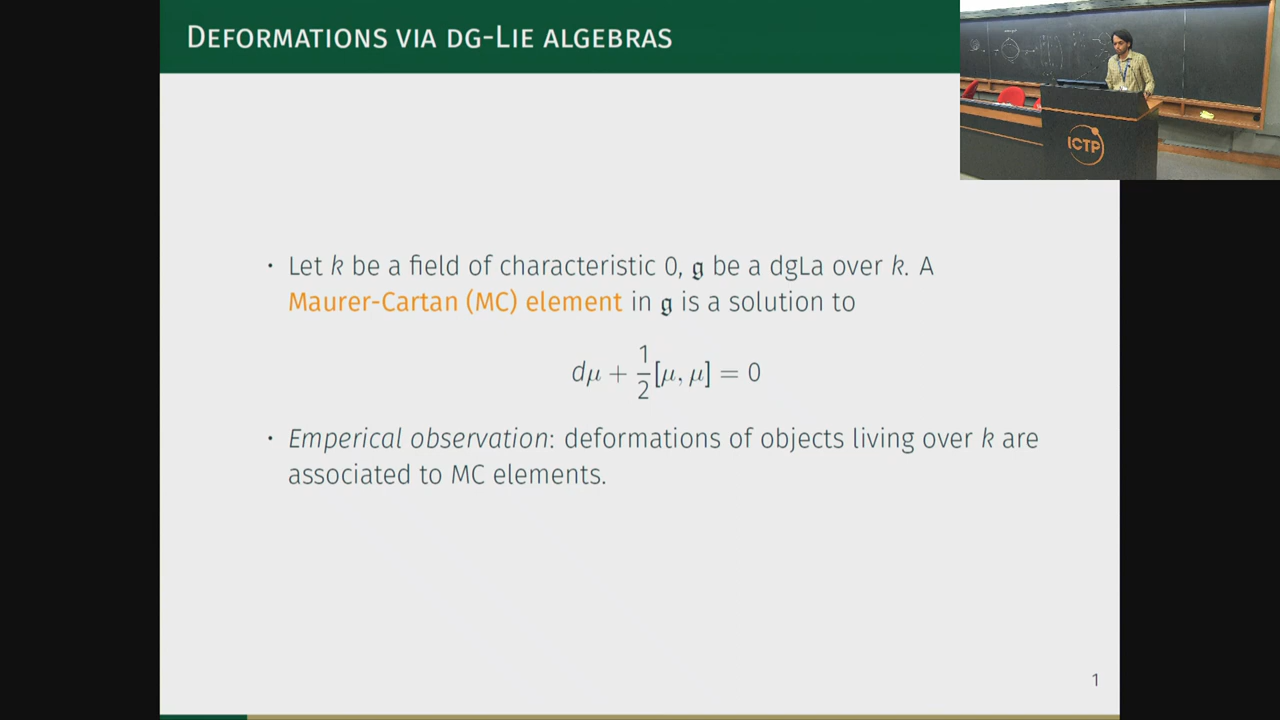 DEFORMATIONS VIA DG-LIE ALGEBRAS
ICTP
· Let k be a field of characteristic 0, 𝔤 be a dgLa over k. A
Maurer-Cartan (MC) element in 𝔤 is a solution to
dμ + 1/2[μ, μ] = 0
· Emperical observation: deformations of objects living over k are
associated to MC elements.
1